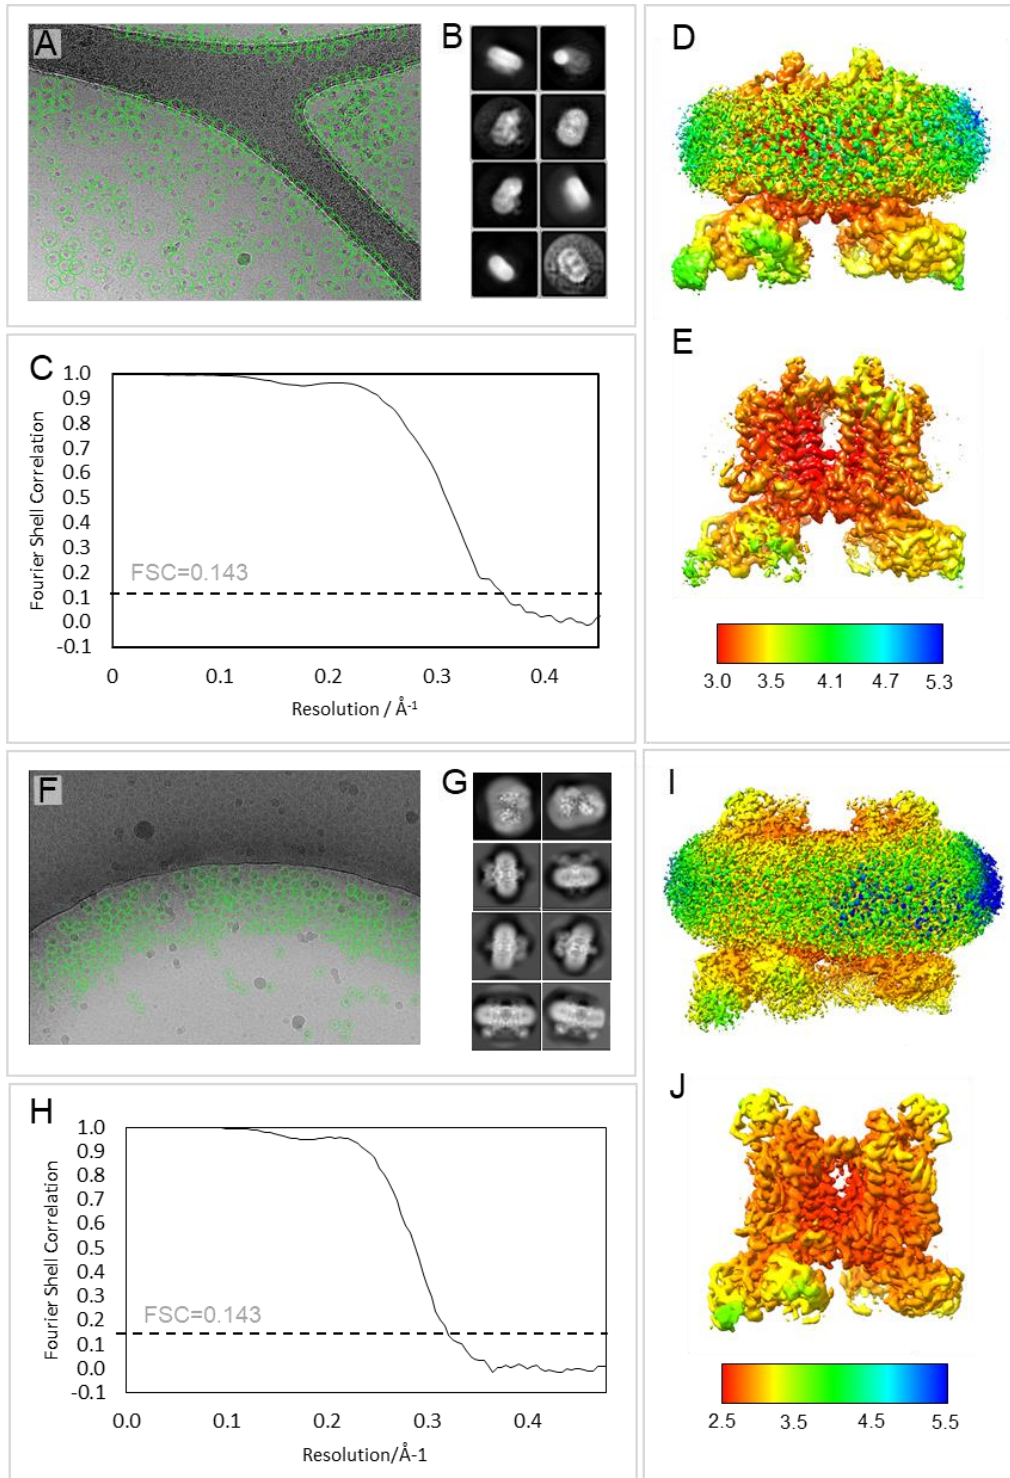 A
B
C
1.0
0.9
0.8
0.7
0.6
0.5
0.4
0.3
0.2
0.1
0.0
-0.1
Fourier Shell Correlation
FSC=0.143
0 0.1 0.2 0.3 0.4
Resolution / Å-1
D
E
3.0 3.5 4.1 4.7 5.3
F
G
H
1.0
0.9
0.8
0.7
0.6
0.5
0.4
0.3
0.2
0.1
0.0
-0.1
Fourier Shell Correlation
FSC=0.143
0.0 0.1 0.2 0.3 0.4
Resolution/Å-1
I
J
2.5 3.5 4.5 5.5